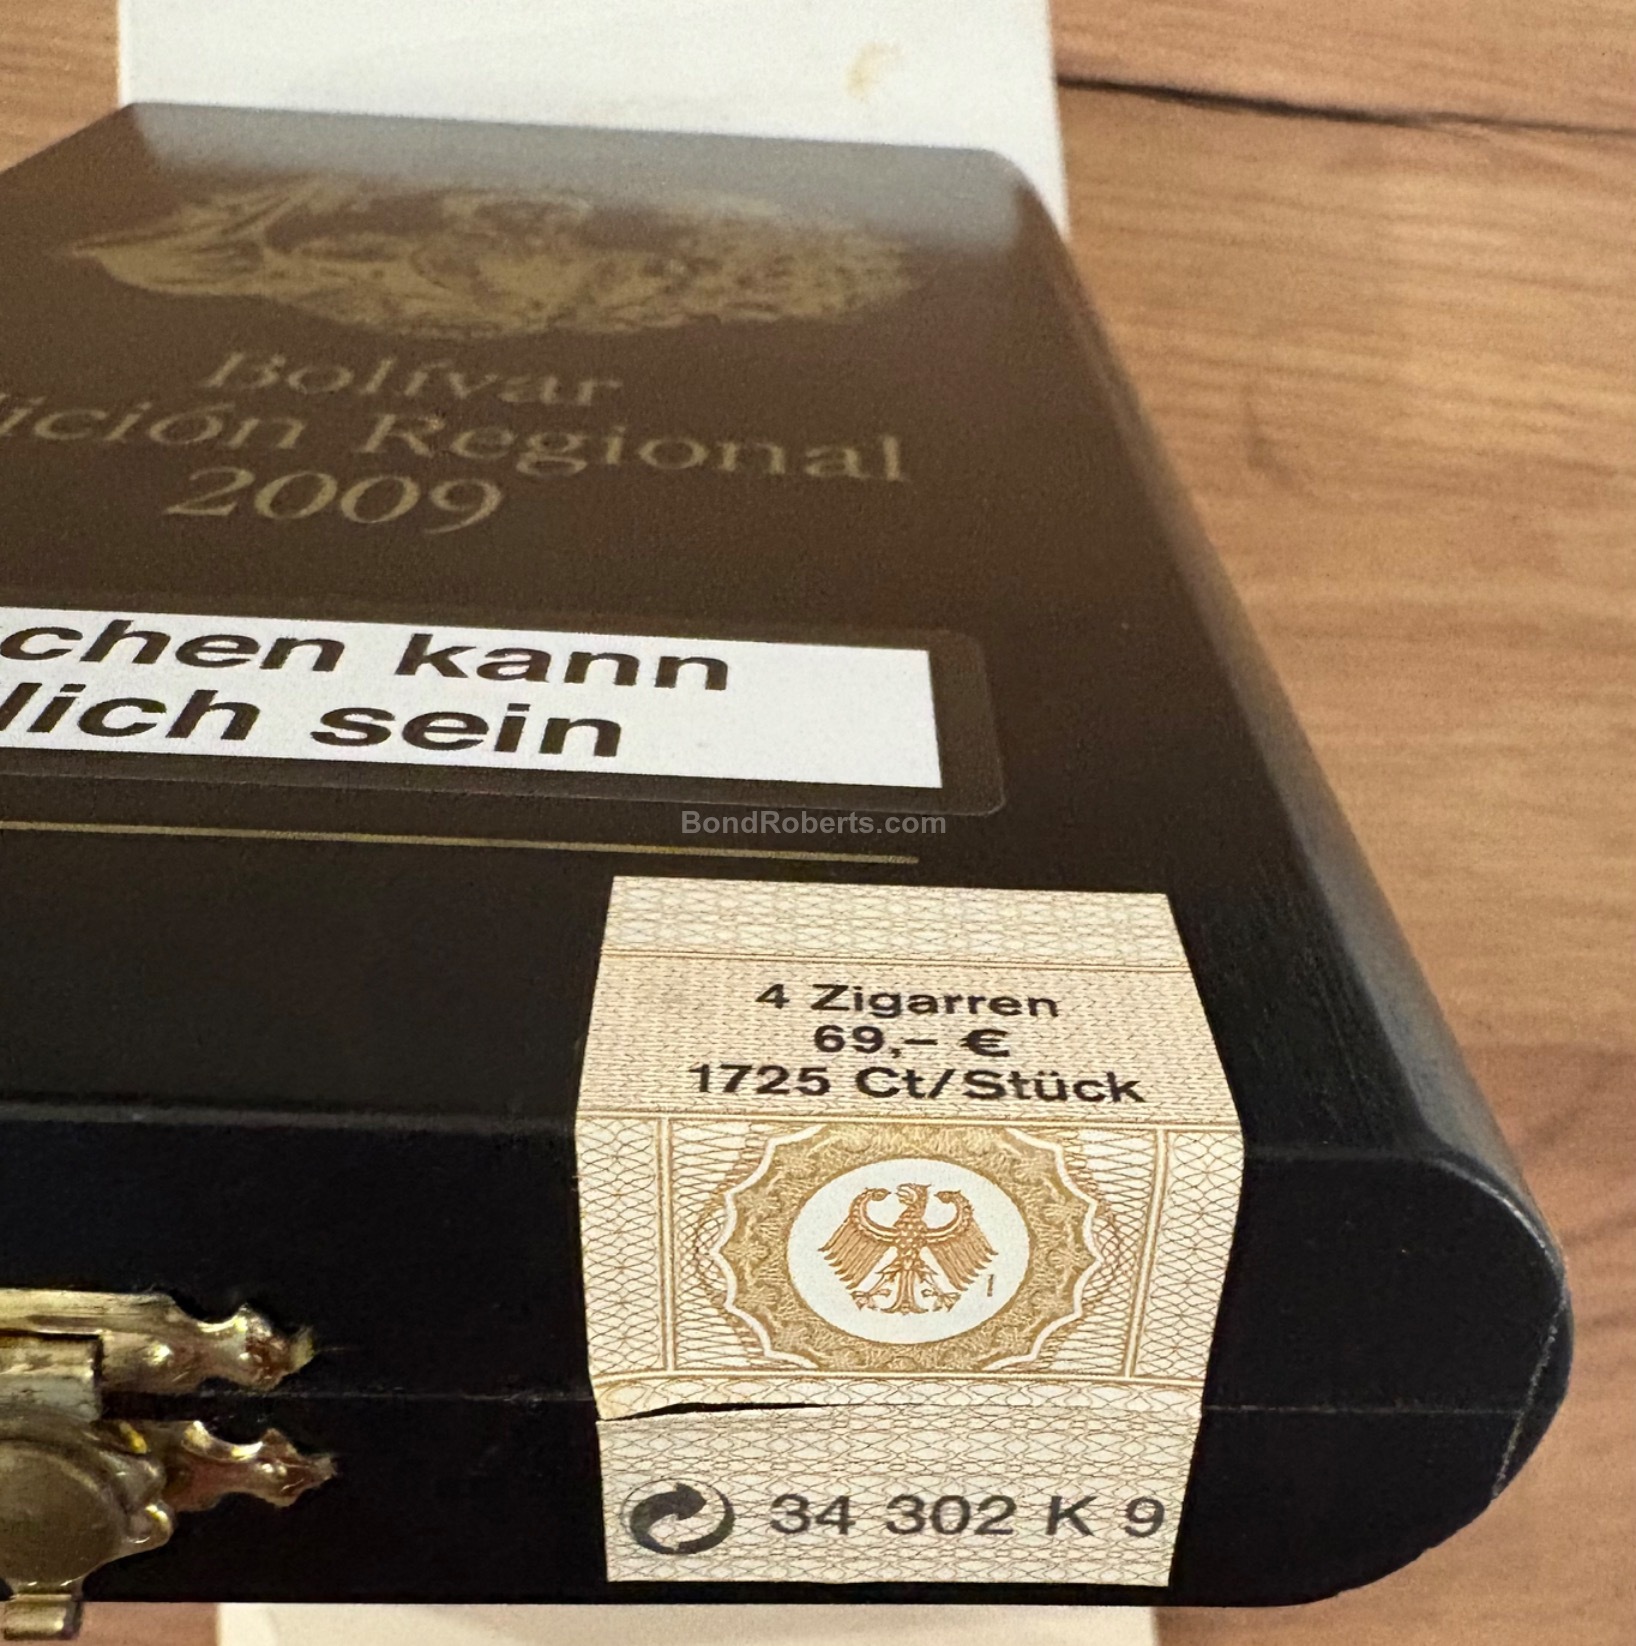 Bolívar
ición Regional
2009
chen kann
lich sein
BondRoberts.com
4 Zigarren
69,– €
1725 Ct/Stück
34 302 K 9